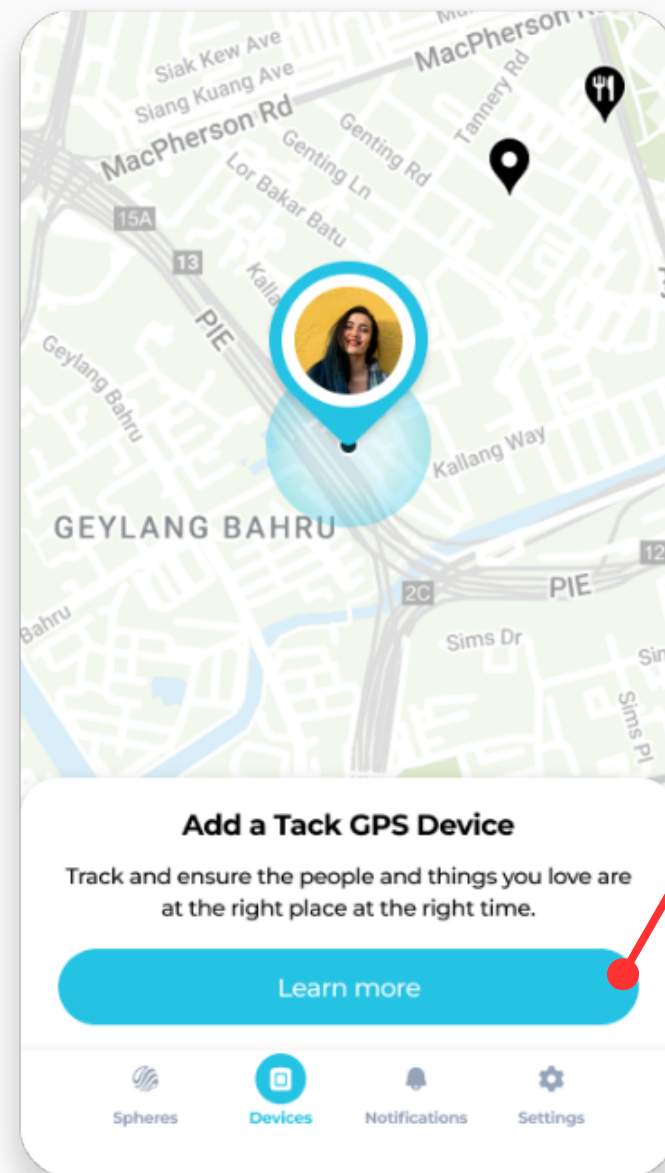 Siak Kew Ave
MacPherson
Siang Kuang Ave
MacPherson Rd
Tannery Rd
Genting Rd
Genting Ln
Lor Bakar Batu
15A
13
PIE
Geylang Bahru
Kallang Way
GEYLANG BAHRU
12
2C
PIE
Bahru
Sims Dr
Sims Pl
Add a Tack GPS Device
Track and ensure the people and things you love are
at the right place at the right time.
Learn more
Spheres
Devices
Notifications
Settings